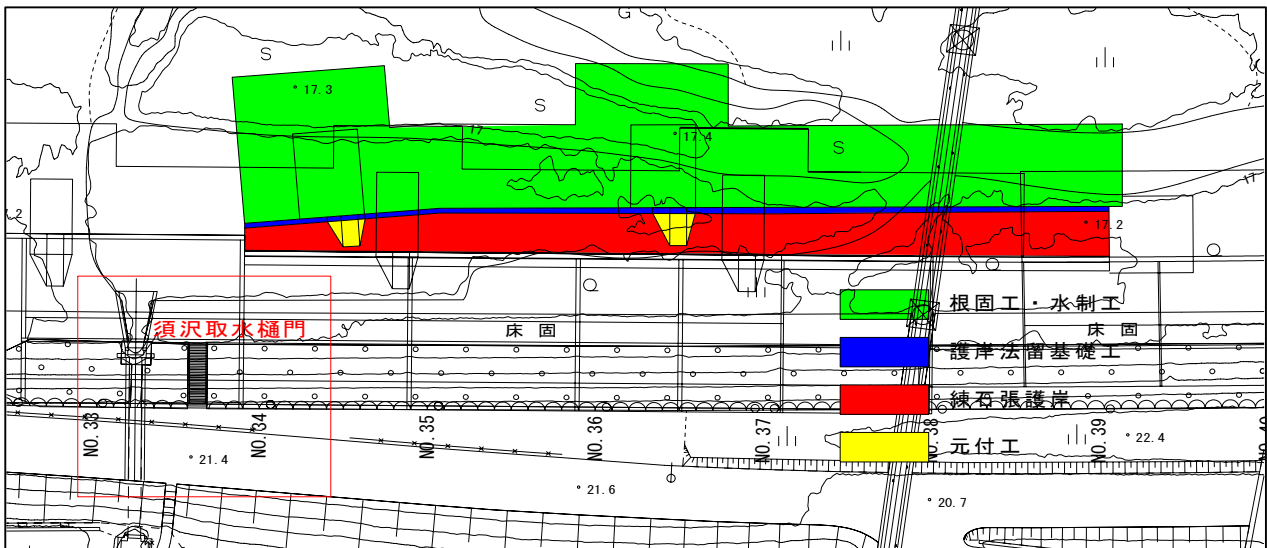 G
S
17.3
S
17
17.4
S
17
7.2
17.2
根固工・水制工
須沢取水樋門
床固
床固
護岸法留基礎工
練石張護岸
NO.33
NO.34
NO.35
NO.36
NO.37
NO.38
NO.39
元付工
22.4
21.4
21.6
20.7